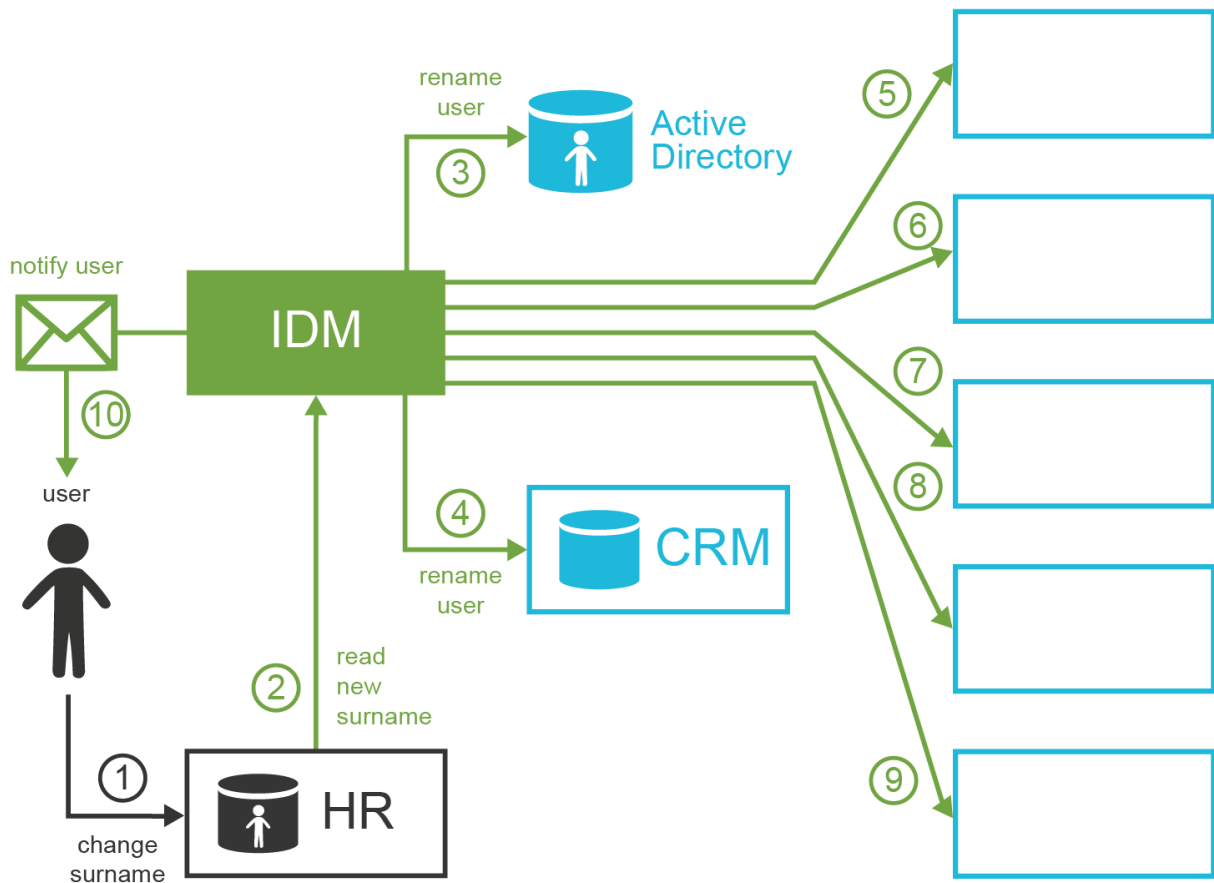 rename
user
3
Active
Directory
5
6
7
8
9
notify user
IDM
10
user
4
CRM
rename
user
2
read
new
surname
1
change
surname
HR